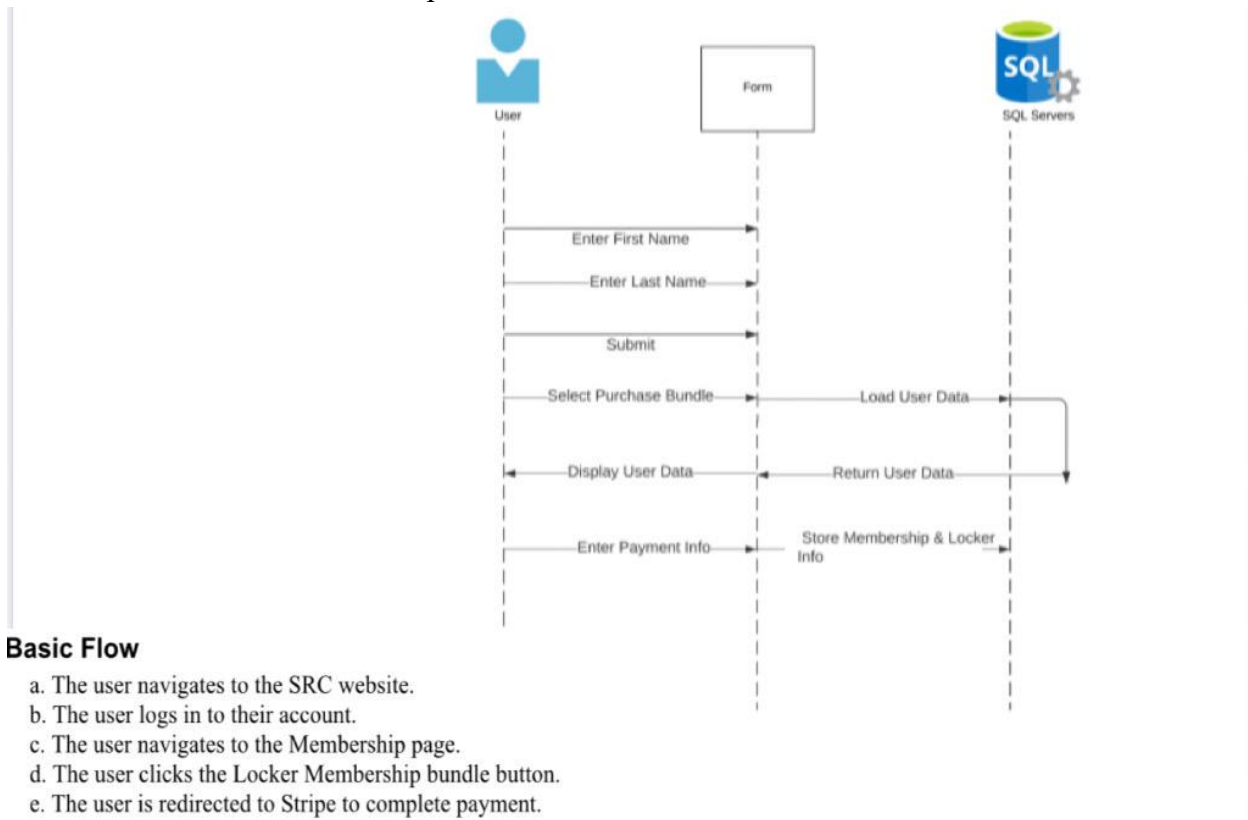 SQL
User
Form
SQL Servers
Enter First Name
Enter Last Name
Submit
Select Purchase Bundle
Load User Data
Display User Data
Return User Data
Enter Payment Info
Store Membership & Locker
Info
Basic Flow
a. The user navigates to the SRC website.
b. The user logs in to their account.
c. The user navigates to the Membership page.
d. The user clicks the Locker Membership bundle button.
e. The user is redirected to Stripe to complete payment.